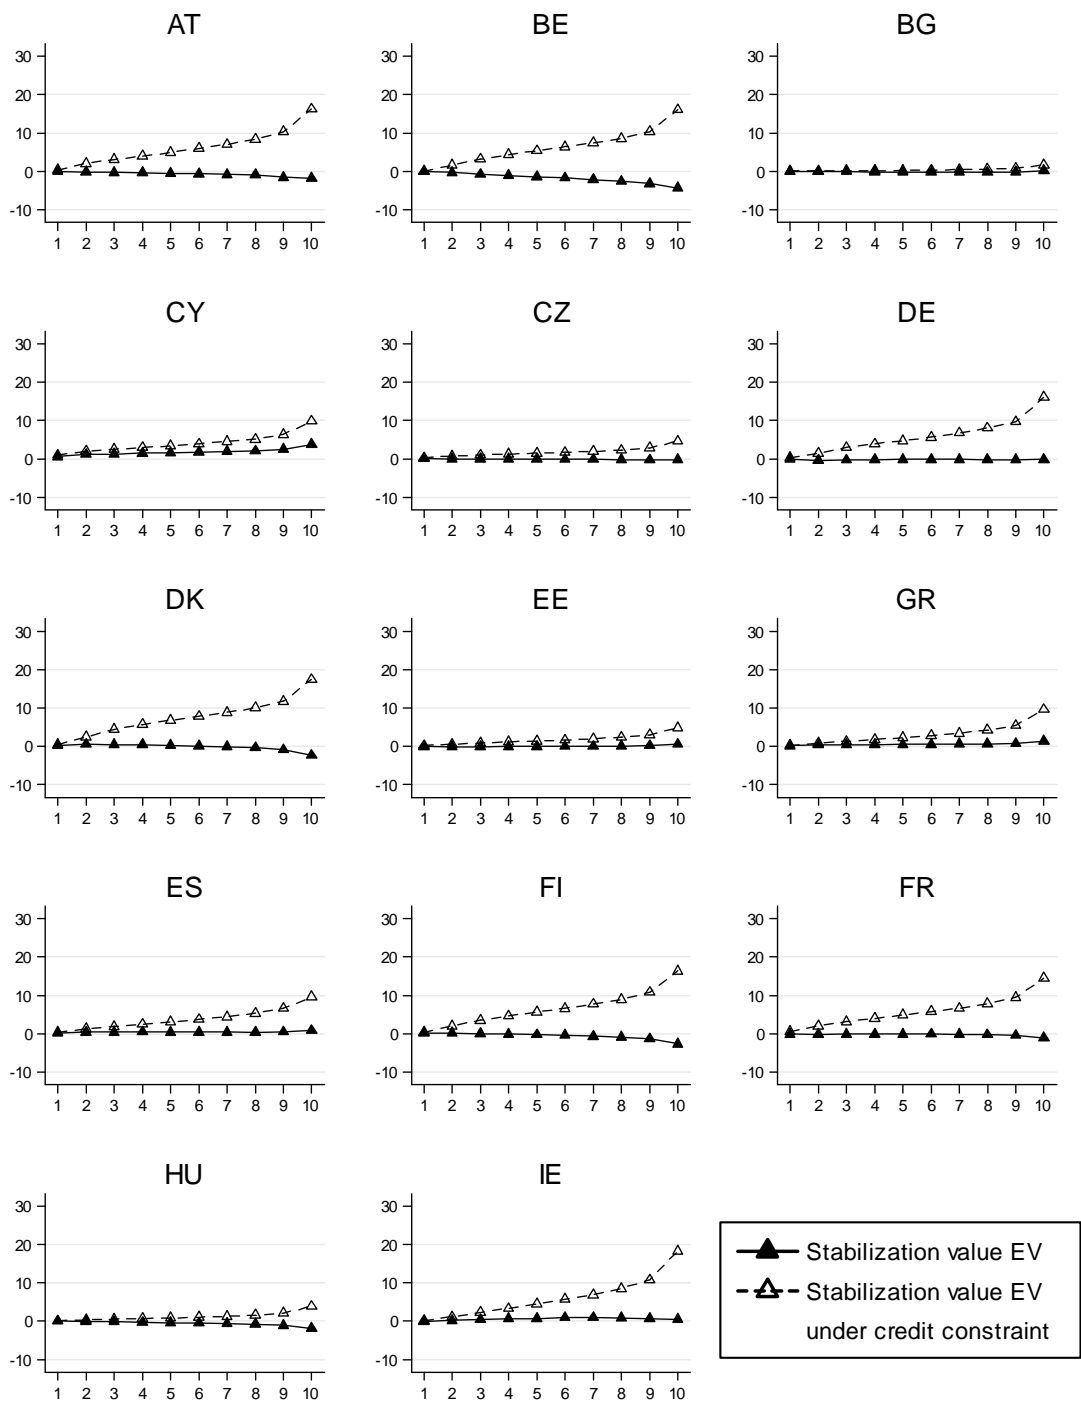 AT BE BG
30 30 30
20 20 20
10 10 10
0 0 0
-10 -10 -10
1 2 3 4 5 6 7 8 9 10 1 2 3 4 5 6 7 8 9 10 1 2 3 4 5 6 7 8 9 10
CY CZ DE
30 30 30
20 20 20
10 10 10
0 0 0
-10 -10 -10
1 2 3 4 5 6 7 8 9 10 1 2 3 4 5 6 7 8 9 10 1 2 3 4 5 6 7 8 9 10
DK EE GR
30 30 30
20 20 20
10 10 10
0 0 0
-10 -10 -10
1 2 3 4 5 6 7 8 9 10 1 2 3 4 5 6 7 8 9 10 1 2 3 4 5 6 7 8 9 10
ES FI FR
30 30 30
20 20 20
10 10 10
0 0 0
-10 -10 -10
1 2 3 4 5 6 7 8 9 10 1 2 3 4 5 6 7 8 9 10 1 2 3 4 5 6 7 8 9 10
HU IE
30 30
20 20
10 10
0 0
-10 -10
1 2 3 4 5 6 7 8 9 10 1 2 3 4 5 6 7 8 9 10
Stabilization value EV
Stabilization value EV
under credit constraint